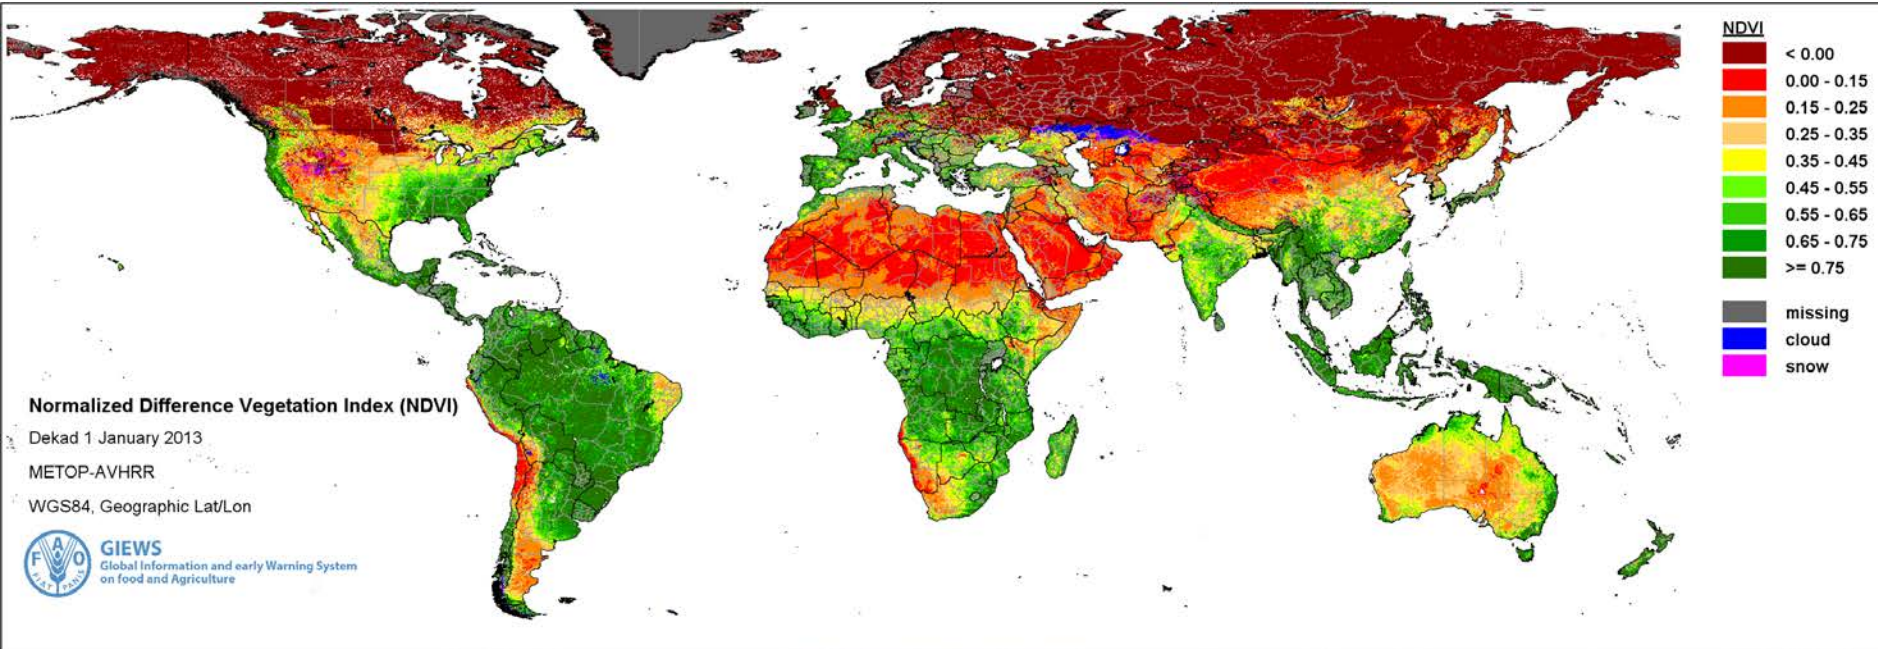 NDVI
< 0.00
0.00 - 0.15
0.15 - 0.25
0.25 - 0.35
0.35 - 0.45
0.45 - 0.55
0.55 - 0.65
0.65 - 0.75
>= 0.75
missing
cloud
snow
Normalized Difference Vegetation Index (NDVI)
Dekad 1 January 2013
METOP-AVHRR
WGS84, Geographic Lat/Lon
F A O
FIAT PANIS
GIEWS
Global Information and early Warning System
on food and Agriculture